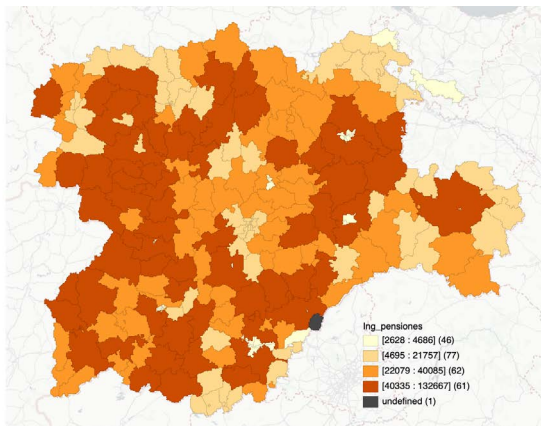 Ing_pensiones
[2628 : 4686] (46)
[4695 : 21757] (77)
[22079 : 40085] (62)
[40335 : 132667] (61)
undefined (1)